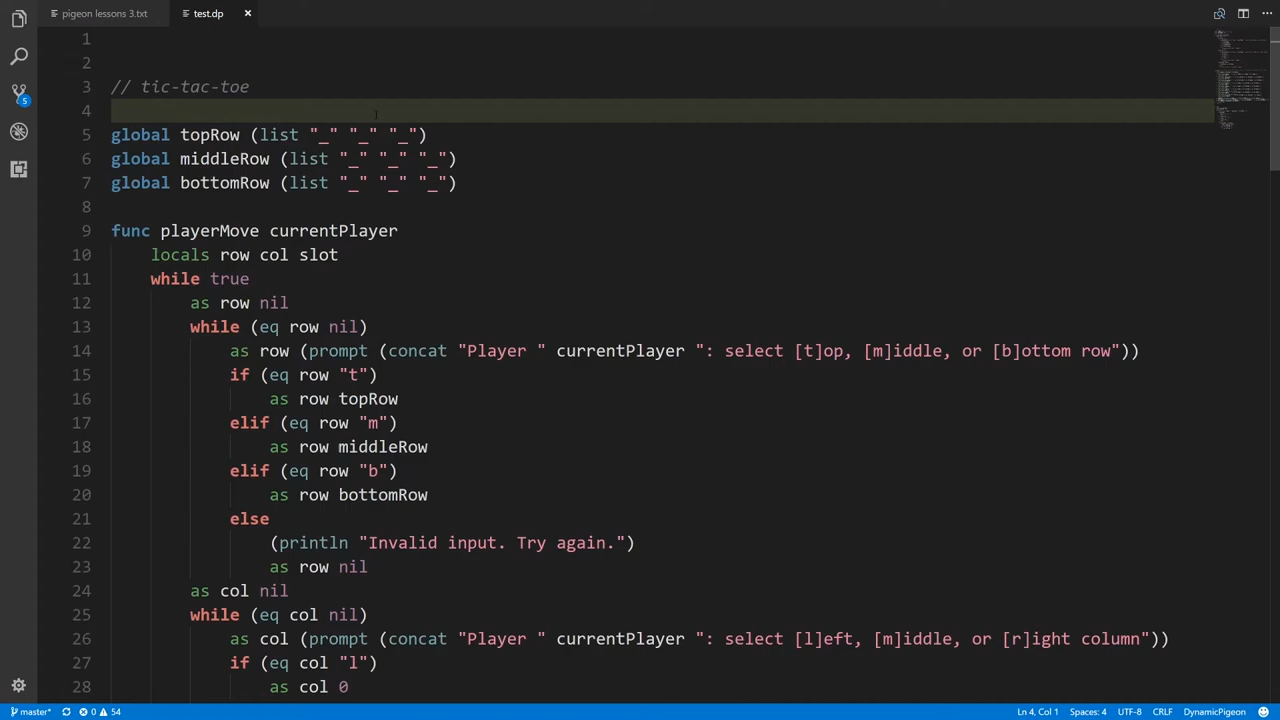 pigeon lessons 3.txt
test.dp
1
2
3 // tic-tac-toe
4
5 global topRow (list "_" "_" "_")
6 global middleRow (list "_" "_" "_")
7 global bottomRow (list "_" "_" "_")
8
9 func playerMove currentPlayer
10 locals row col slot
11 while true
12 as row nil
13 while (eq row nil)
14 as row (prompt (concat "Player " currentPlayer ": select [t]op, [m]iddle, or [b]ottom row"))
15 if (eq row "t")
16 as row topRow
17 elif (eq row "m")
18 as row middleRow
19 elif (eq row "b")
20 as row bottomRow
21 else
22 (println "Invalid input. Try again.")
23 as row nil
24 as col nil
25 while (eq col nil)
26 as col (prompt (concat "Player " currentPlayer ": select [l]eft, [m]iddle, or [r]ight column"))
27 if (eq col "l")
28 as col 0
5
master* 0 54 Ln 4, Col 1 Spaces: 4 UTF-8 CRLF DynamicPigeon